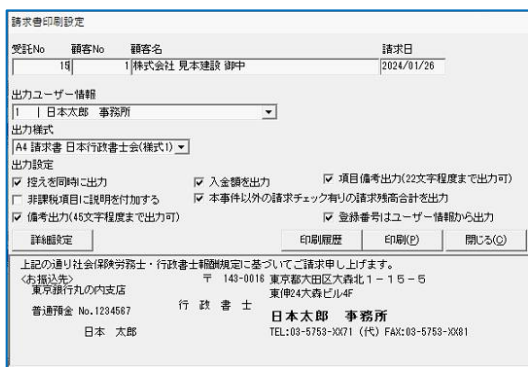 請求書印刷設定
受託No 顧客No 顧客名 請求日
15 1 株式会社 見本建設 御中 2024/01/26
出力ユーザー情報
1 | 日本太郎 事務所
出力様式
A4 請求書 日本行政書士会(様式1)
出力設定
控えを同時に出力 入金額を出力 項目備考出力(22文字程度まで出力可)
非課税項目に説明を付加する 本事件以外の請求チェック有りの請求残高合計を出力
備考出力(45文字程度まで出力可) 登録番号はユーザー情報から出力
詳細設定 印刷履歴 印刷(P) 閉じる(C)
上記の通り社会保険労務士・行政書士報酬規定に基づいてご請求申し上げます。
<お振込先> 〒 143-0016 東京都大田区大森北1-15-5
東京銀行丸の内支店 東伸24大森ビル4F
普通預金 No.1234567 行政書士 日本太郎 事務所
日本 太郎 TEL:03-5753-XX71 (代) FAX:03-5753-XX81